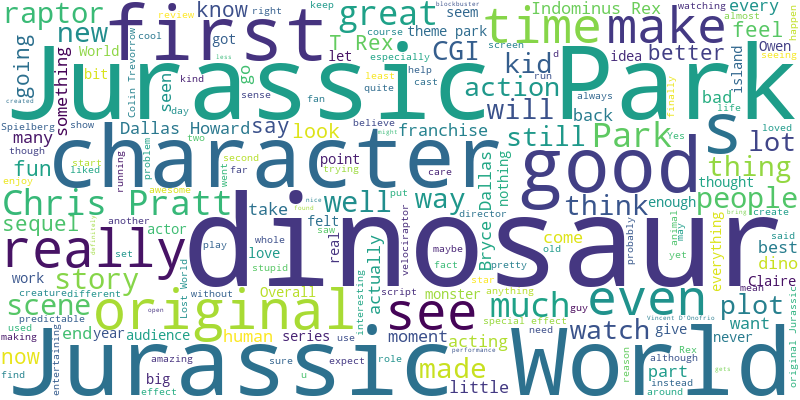 raptor
first
great
know
seem
Indominus Rex
every
going
new
something
World
bit
seen
go
got
let
T Rex
CGI
time
theme park
make
idea
better
feel
Owen
island
review
cool
Colin Trevorrow
kind
sense
day
right
especially
quite
fan
keep
course
least
watching
screen
help
cast
almost
run
d
always
blockbuster
seeing
happen
finally
less
created
Jurassic Park
kid
action
will
back
bad
life
loved
many
though
Spielberg
show
Dallas Howard
say
look
believe
might
franchise
still
Park
Yes
s
lot
fun
start
liked
running
problem
two
awesome
went
second
far
point
trying
care
character
good
thing
thought
people
enjoy
Chris Pratt
sequel
another
actor
set
take
felt
love
saw
real
well
put
way
director
Bryce Dallas
nothing
think
enough
come
old
probably
animal
may
yet
everything
bring
create
said
best
dino
Claire
mean
really
dinosaur
definitely
play
whole
nice
found
stupid
velociraptor
maybe
fact
pretty
work
story
creature
different
Lost World
without
script
interesting
actually
monster
star
anything
scene
predictable
original
Overall
open
much
even
plot
Vincent D'Onofrio
special effect
guy
see
now
used
making
end
year
audience
human
series
use
moment
acting
need
watch
give
want
never
original Jurassic
find
entertaining
amazing
big
effect
sure
expect
u
role
performance
made
little
reason
although
Rex
part
instead
around
gets
Jurassic World